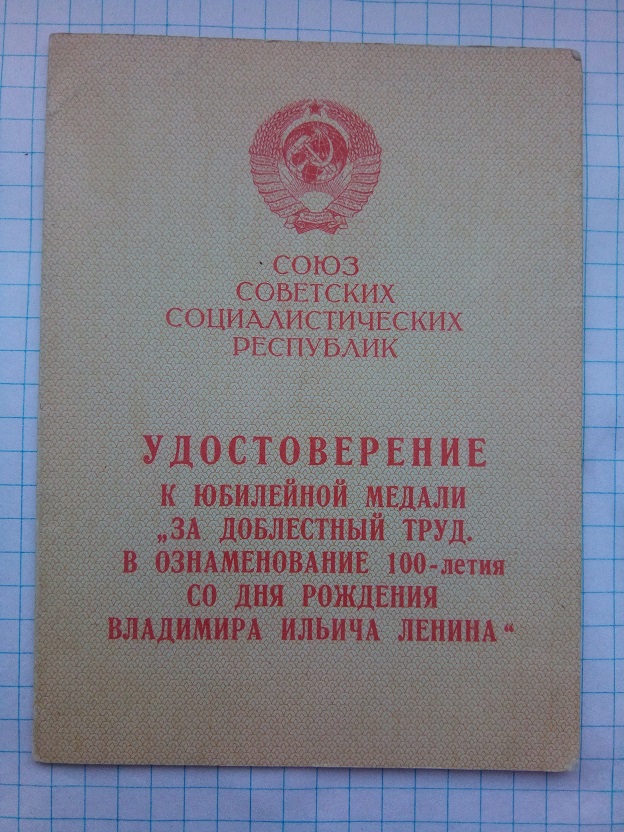 СОЮЗ
СОВЕТСКИХ
СОЦИАЛИСТИЧЕСКИХ
РЕСПУБЛИК
УДОСТОВЕРЕНИЕ
К ЮБИЛЕЙНОЙ МЕДАЛИ
„ЗА ДОБЛЕСТНЫЙ ТРУД.
В ОЗНАМЕНОВАНИЕ 100-летия
СО ДНЯ РОЖДЕНИЯ
ВЛАДИМИРА ИЛЬИЧА ЛЕНИНА“